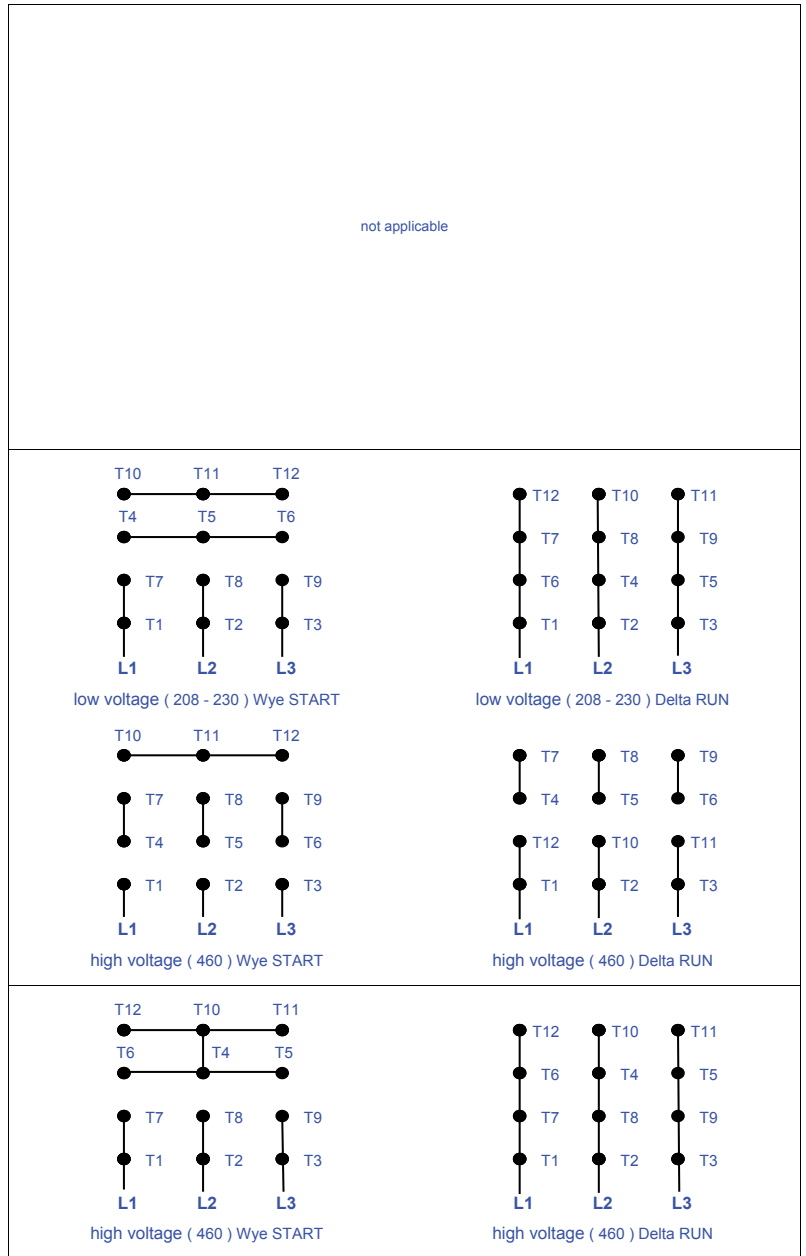 not applicable
T10 T11 T12
T4 T5 T6
T7 T8 T9
T1 T2 T3
L1 L2 L3
low voltage ( 208 - 230 ) Wye START
T12 T10 T11
T7 T8 T9
T6 T4 T5
T1 T2 T3
L1 L2 L3
low voltage ( 208 - 230 ) Delta RUN
T10 T11 T12
T7 T8 T9
T4 T5 T6
T1 T2 T3
L1 L2 L3
high voltage ( 460 ) Wye START
T7 T8 T9
T4 T5 T6
T12 T10 T11
T1 T2 T3
L1 L2 L3
high voltage ( 460 ) Delta RUN
T12 T10 T11
T6 T4 T5
T7 T8 T9
T1 T2 T3
L1 L2 L3
high voltage ( 460 ) Wye START
T12 T10 T11
T6 T4 T5
T7 T8 T9
T1 T2 T3
L1 L2 L3
high voltage ( 460 ) Delta RUN